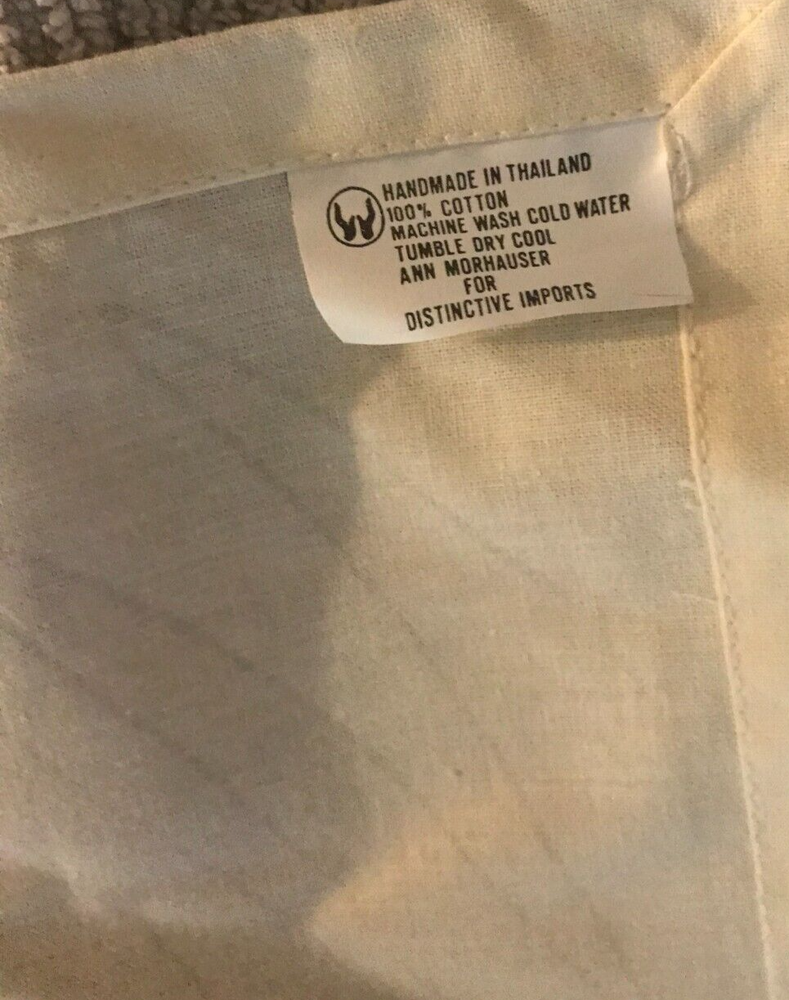 HANDMADE IN THAILAND
100% COTTON
MACHINE WASH COLD WATER
TUMBLE DRY COOL
ANN MORHAUSER
FOR
DISTINCTIVE IMPORTS